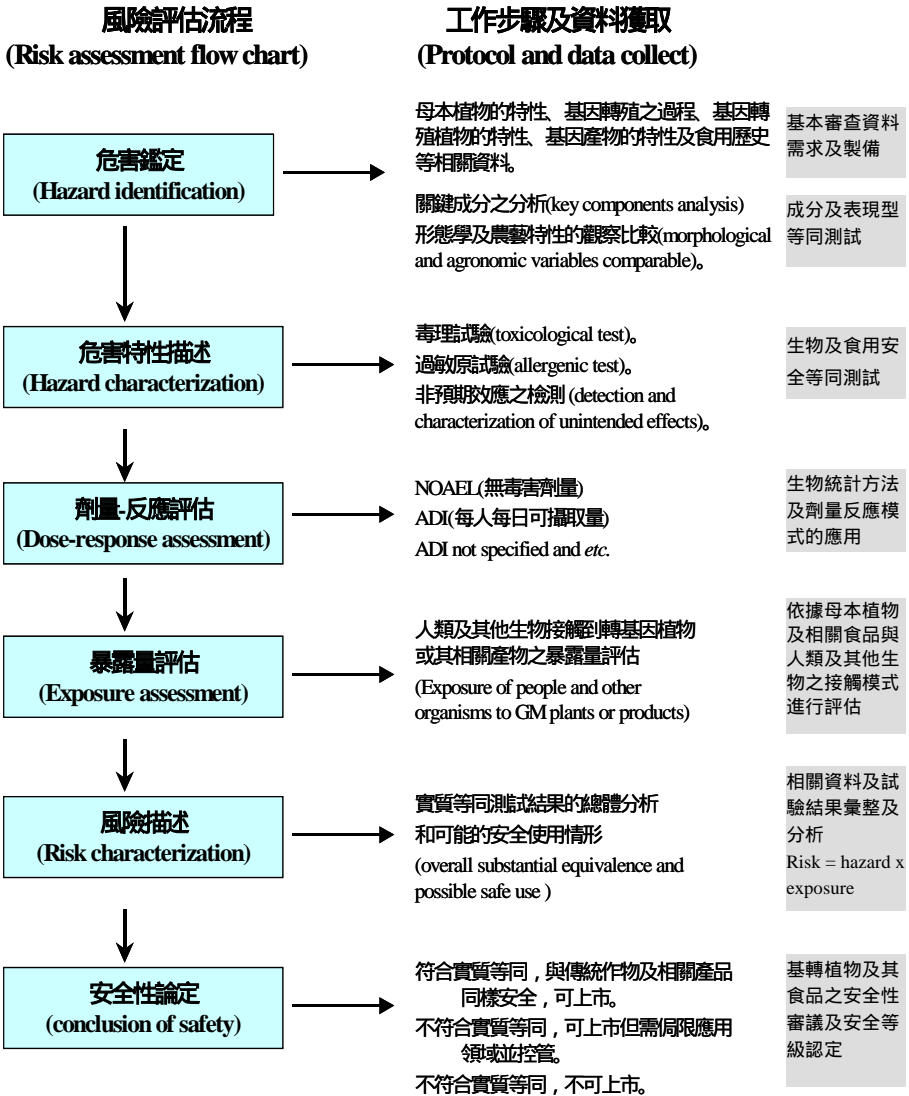 風險評估流程
(Risk assessment flow chart)
工作步驟及資料獲取
(Protocol and data collect)
危害鑑定
(Hazard identification)
母本植物的特性、基因轉殖之過程、基因轉
殖植物的特性、基因產物的特性及食用歷史
等相關資料。
關鍵成分之分析(key components analysis)
形態學及農藝特性的觀察比較(morphological
and agronomic variables comparable)。
基本審查資料
需求及製備
成分及表現型
等同測試
危害特性描述
(Hazard characterization)
毒理試驗(toxicological test)。
過敏原試驗(allergenic test)。
非預期效應之檢測 (detection and
characterization of unintended effects)。
生物及食用安
全等同測試
劑量-反應評估
(Dose-response assessment)
NOAEL(無毒害劑量)
ADI(每人每日可攝取量)
ADI not specified and etc.
生物統計方法
及劑量反應模
式的應用
暴露量評估
(Exposure assessment)
人類及其他生物接觸到轉基因植物
或其相關產物之暴露量評估
(Exposure of people and other
organisms to GM plants or products)
依據母本植物
及相關食品與
人類及其他生
物之接觸模式
進行評估
風險描述
(Risk characterization)
實質等同測試結果的總體分析
和可能的安全使用情形
(overall substantial equivalence and
possible safe use )
相關資料及試
驗結果彙整及
分析
Risk = hazard x
exposure
安全性論定
(conclusion of safety)
符合實質等同，與傳統作物及相關產品
同樣安全，可上市。
不符合實質等同，可上市但需侷限應用
領域並控管。
不符合實質等同，不可上市。
基轉植物及其
食品之安全性
審議及安全等
級認定